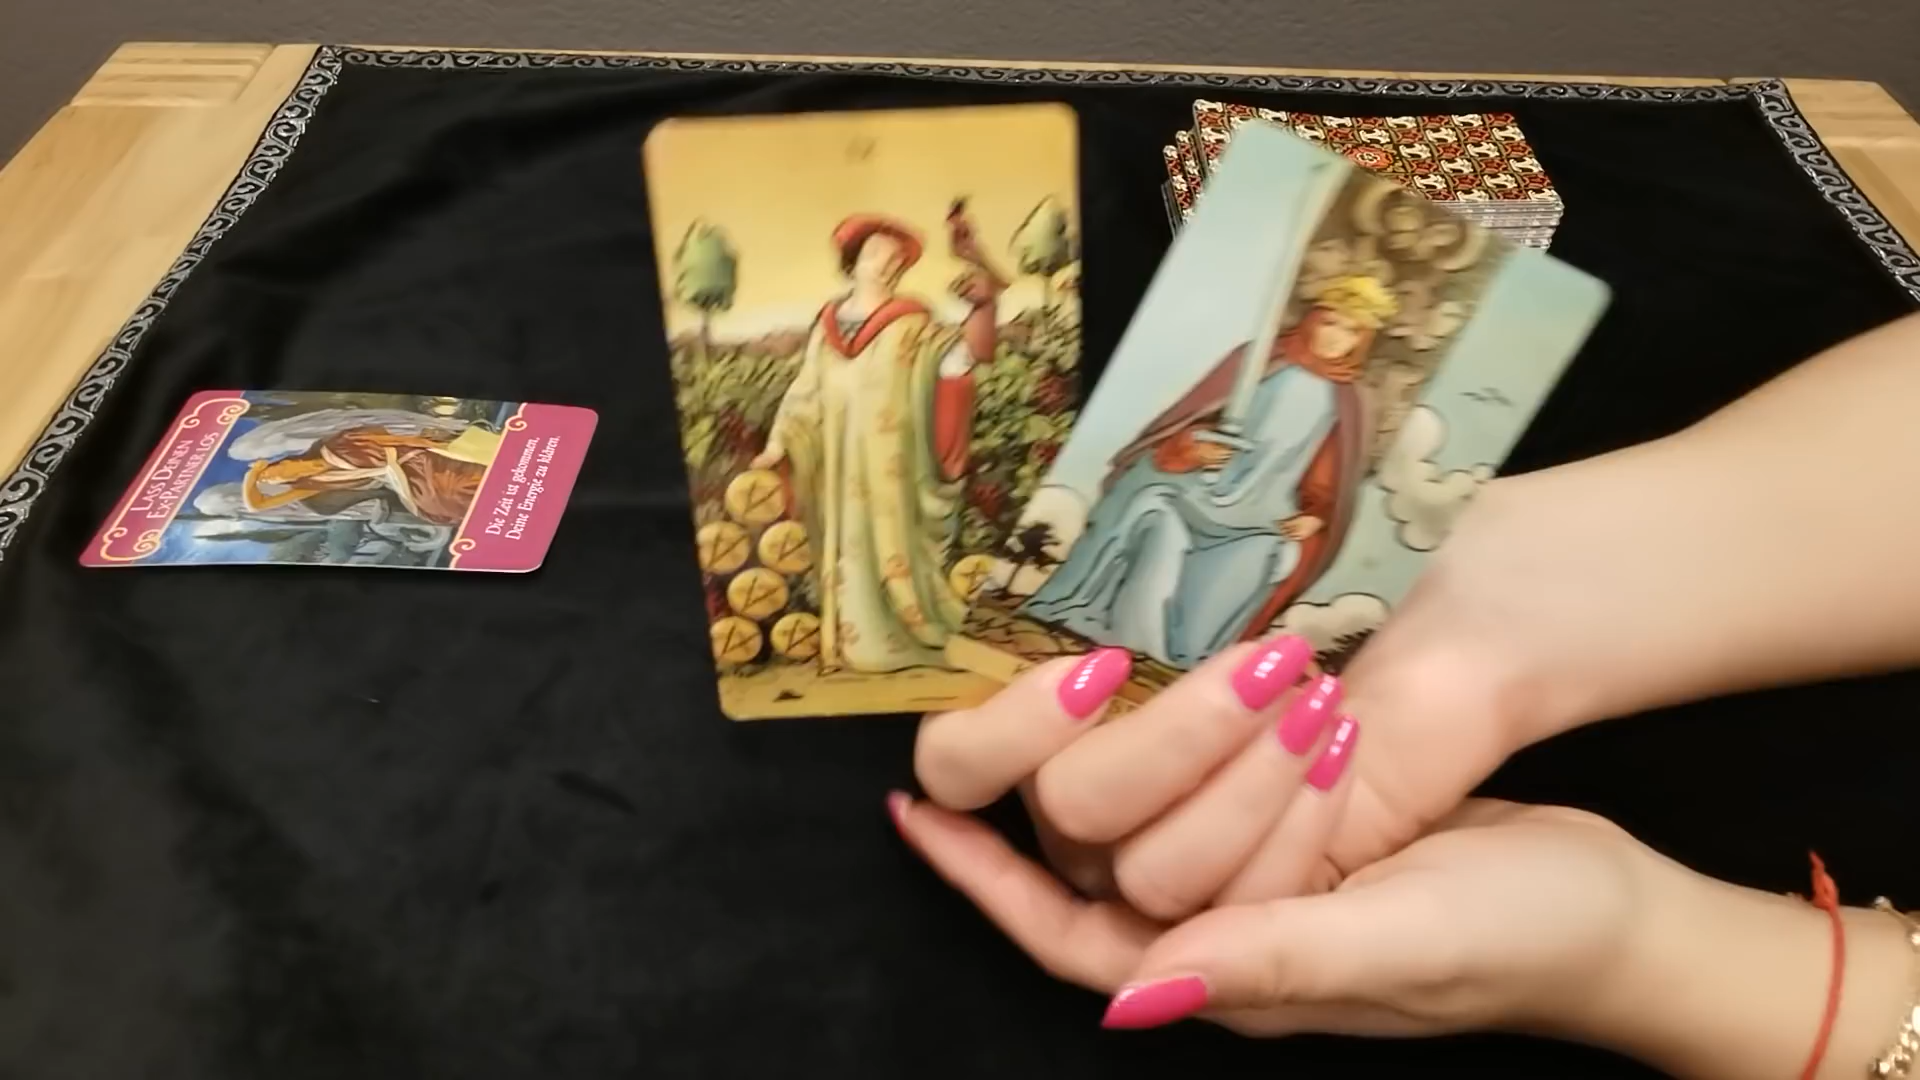 LASS DEINEN
EX-PARTNER LOS
Die Zeit ist gekommen,
Deine Energie zu klären.